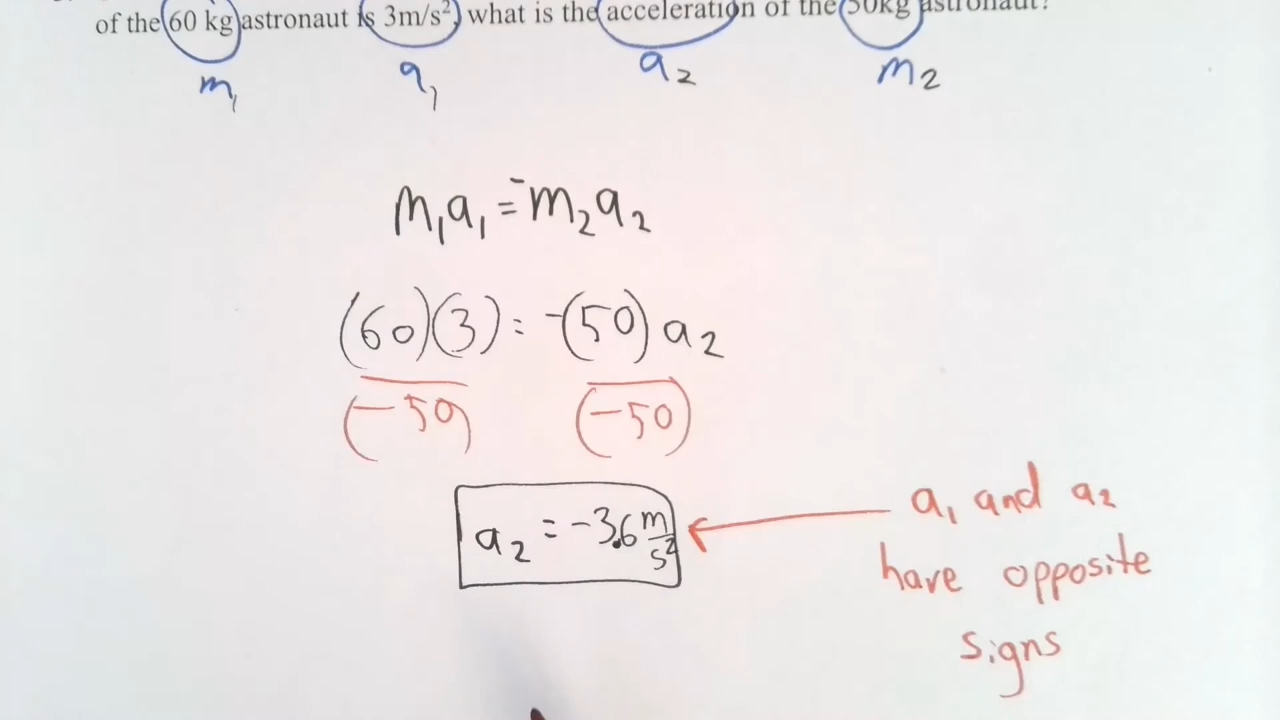 of the 60 kg astronaut is 3m/s², what is the acceleration of the 50kg astronaut?
m₁ a₁ a₂ m₂
m₁a₁ = -m₂a₂
(60)(3) = -(50) a₂
(-50) (-50)
a₂ = -3.6 m/s²
a₁ and a₂
have opposite
signs